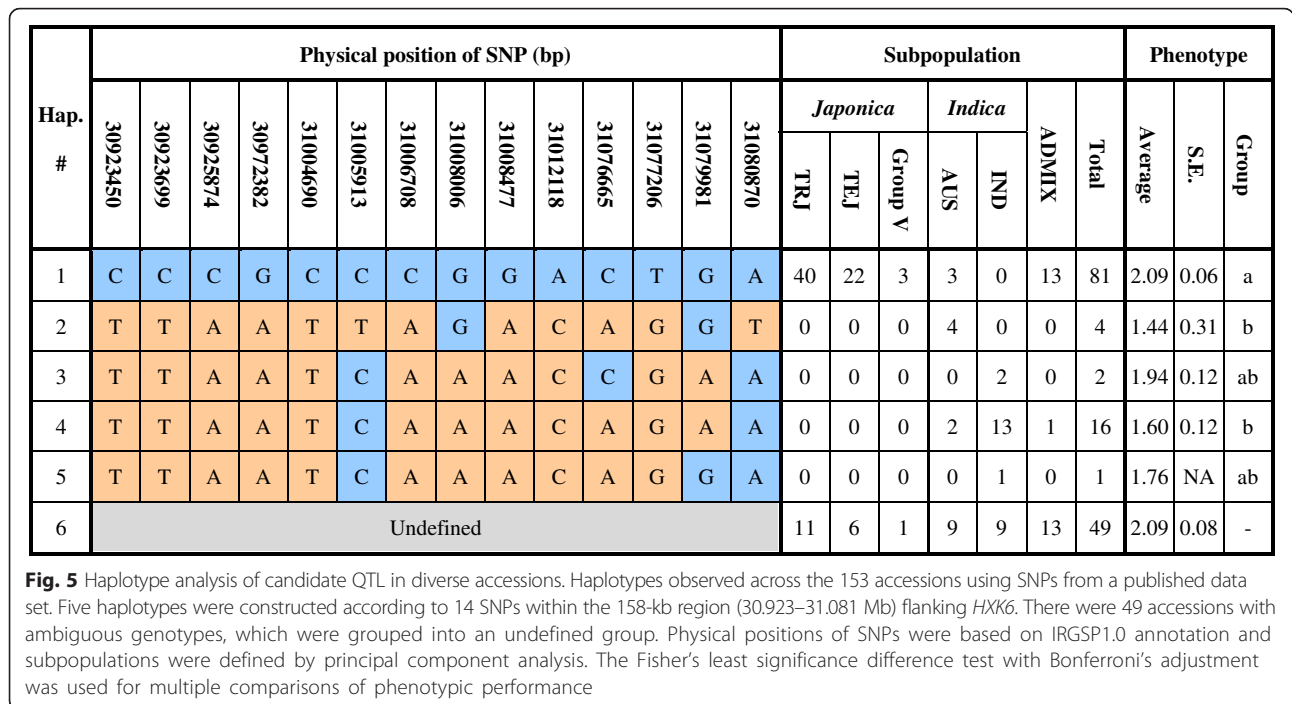 Hap. # Physical position of SNP (bp) Subpopulation Phenotype
Japonica Indica
30923450 30923699 30925874 30972382 31004690 31005913 31006708 31008006 31008477 31012118 31076665 31077206 31079981 31080870 TRJ TEJ Group V AUS IND ADMIX Total Average S.E. Group
1 C C C G C C C G G A C T G A 40 22 3 3 0 13 81 2.09 0.06 a
2 T T A A T T A G A C A G G T 0 0 0 4 0 0 4 1.44 0.31 b
3 T T A A T C A A A C C G A A 0 0 0 0 2 0 2 1.94 0.12 ab
4 T T A A T C A A A C A G A A 0 0 0 2 13 1 16 1.60 0.12 b
5 T T A A T C A A A C A G G A 0 0 0 0 1 0 1 1.76 NA ab
6 Undefined 11 6 1 9 9 13 49 2.09 0.08 -
Fig. 5 Haplotype analysis of candidate QTL in diverse accessions. Haplotypes observed across the 153 accessions using SNPs from a published data
set. Five haplotypes were constructed according to 14 SNPs within the 158-kb region (30.923–31.081 Mb) flanking HXK6. There were 49 accessions with
ambiguous genotypes, which were grouped into an undefined group. Physical positions of SNPs were based on IRGSP1.0 annotation and
subpopulations were defined by principal component analysis. The Fisher's least significance difference test with Bonferroni's adjustment
was used for multiple comparisons of phenotypic performance